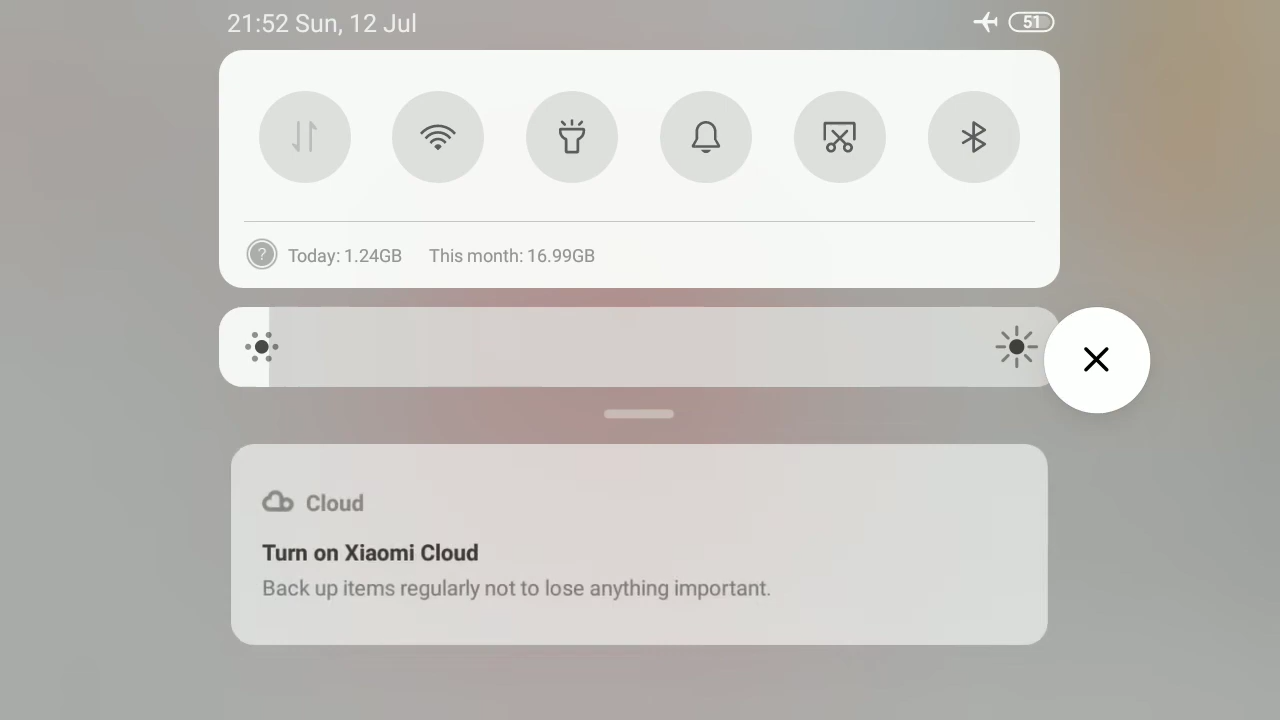 21:52 Sun, 12 Jul
51
?
Today: 1.24GB This month: 16.99GB
Cloud
Turn on Xiaomi Cloud
Back up items regularly not to lose anything important.